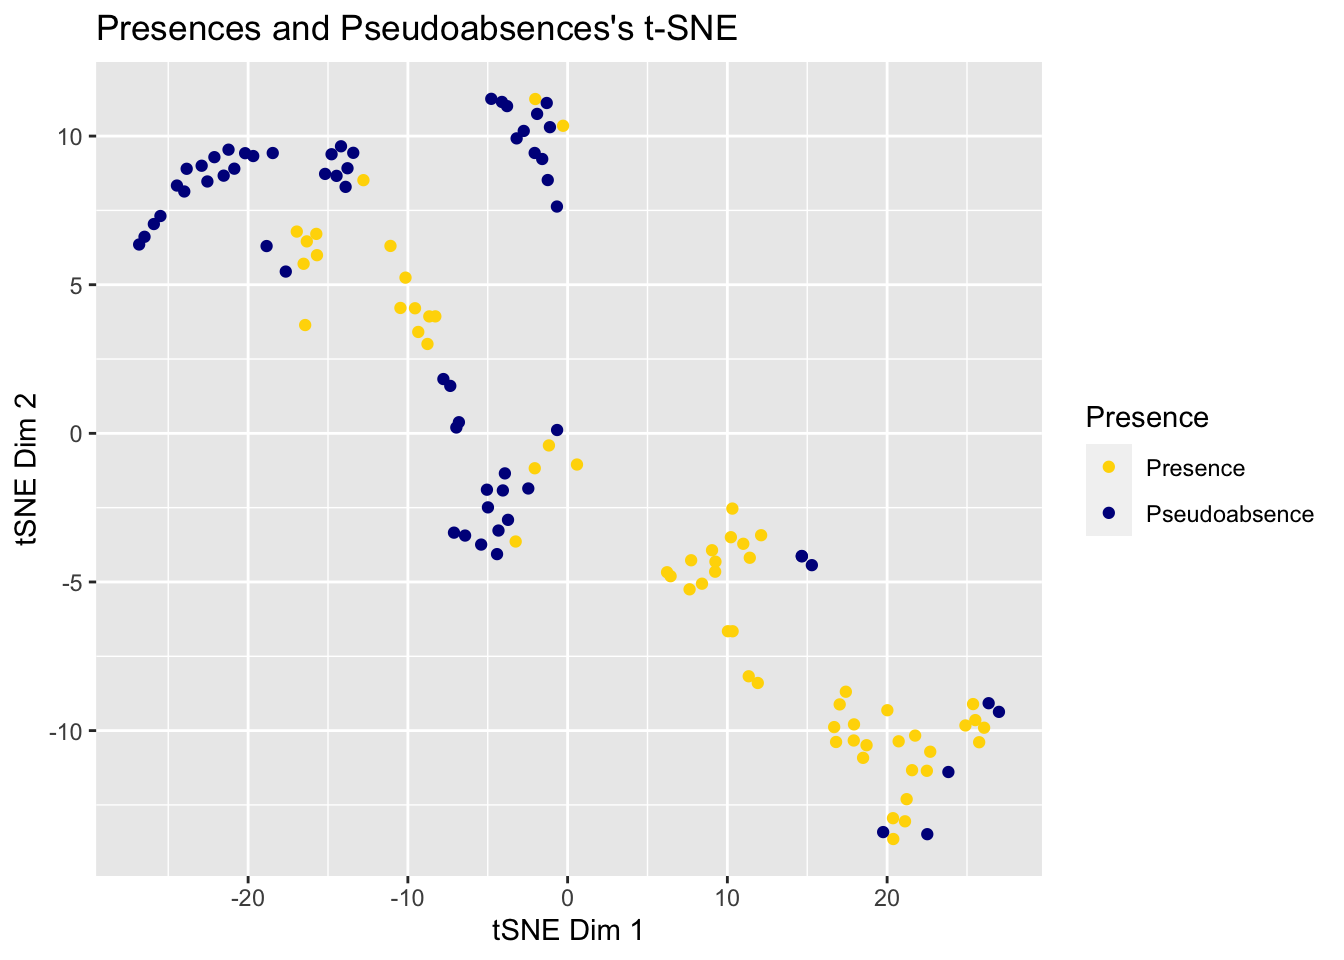 Presences and Pseudoabsences's t-SNE
10
5
0
-5
-10
tSNE Dim 2
-20
-10
0
10
20
tSNE Dim 1
Presence
Presence
Pseudoabsence